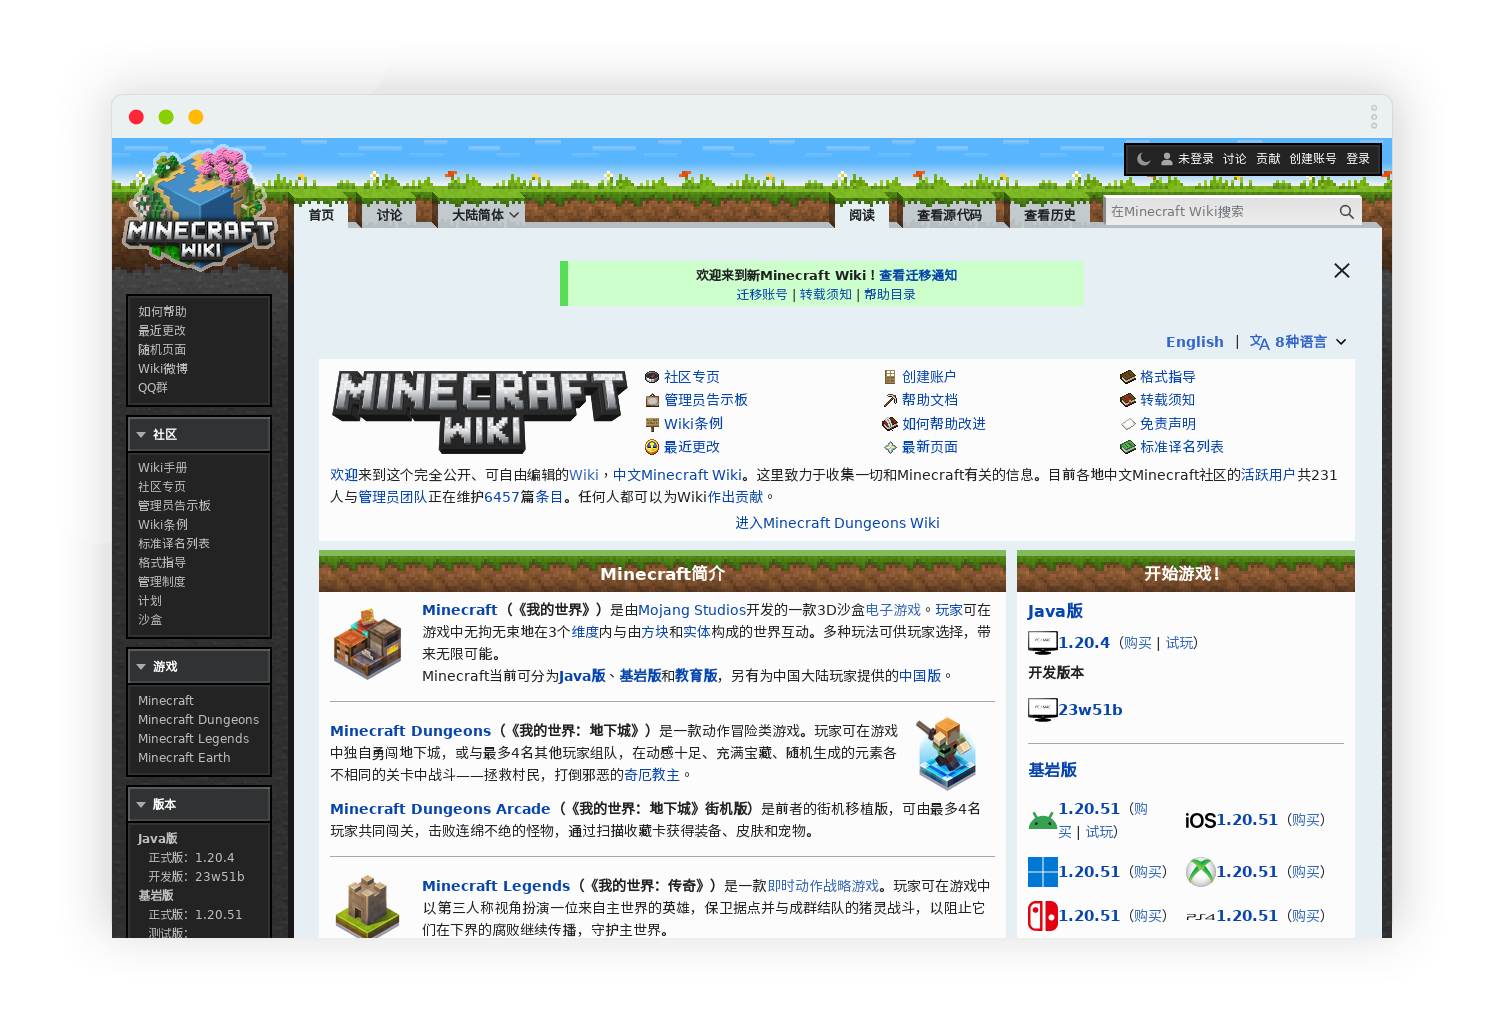 未登录 讨论 贡献 创建账号 登录
MINECRAFT
WIKI
首页 讨论 大陆简体 阅读 查看源代码 查看历史 在Minecraft Wiki搜索
如何帮助
最近更改
随机页面
Wiki微博
QQ群
社区
Wiki手册
社区专页
管理员告示板
Wiki条例
标准译名列表
格式指导
管理制度
计划
沙盒
游戏
Minecraft
Minecraft Dungeons
Minecraft Legends
Minecraft Earth
版本
Java版
正式版：1.20.4
开发版：23w51b
基岩版
正式版：1.20.51
测试版：
欢迎来到新Minecraft Wiki！查看迁移通知
迁移账号 | 转载须知 | 帮助目录
English | 8种语言
MINECRAFT
WIKI
社区专页 创建账户 格式指导
管理员告示板 帮助文档 转载须知
Wiki条例 如何帮助改进 免责声明
最近更改 最新页面 标准译名列表
欢迎来到这个完全公开、可自由编辑的Wiki，中文Minecraft Wiki。这里致力于收集一切和Minecraft有关的信息。目前各地中文Minecraft社区的活跃用户共231
人与管理员团队正在维护6457篇条目。任何人都可以为Wiki作出贡献。
进入Minecraft Dungeons Wiki
Minecraft简介
Minecraft（《我的世界》）是由Mojang Studios开发的一款3D沙盒电子游戏。玩家可在
游戏中无拘无束地在3个维度内与由方块和实体构成的世界互动。多种玩法可供玩家选择，带
来无限可能。
Minecraft当前可分为Java版、基岩版和教育版，另有为中国大陆玩家提供的中国版。
Minecraft Dungeons（《我的世界：地下城》）是一款动作冒险类游戏。玩家可在游戏
中独自勇闯地下城，或与最多4名其他玩家组队，在动感十足、充满宝藏、随机生成的元素各
不相同的关卡中战斗——拯救村民，打倒邪恶的奇厄教主。
Minecraft Dungeons Arcade（《我的世界：地下城》街机版）是前者的街机移植版，可由最多4名
玩家共同闯关，击败连绵不绝的怪物，通过扫描收藏卡获得装备、皮肤和宠物。
Minecraft Legends（《我的世界：传奇》）是一款即时动作战略游戏。玩家可在游戏中
以第三人称视角扮演一位来自主世界的英雄，保卫据点并与成群结队的猪灵战斗，以阻止它
们在下界的腐败继续传播，守护主世界。
开始游戏！
Java版
PC / MAC 1.20.4（购买 | 试玩）
开发版本
PC / MAC 23w51b
基岩版
1.20.51（购
买 | 试玩）
iOS 1.20.51（购买）
1.20.51（购买） 1.20.51（购买）
1.20.51（购买） PS4 1.20.51（购买）